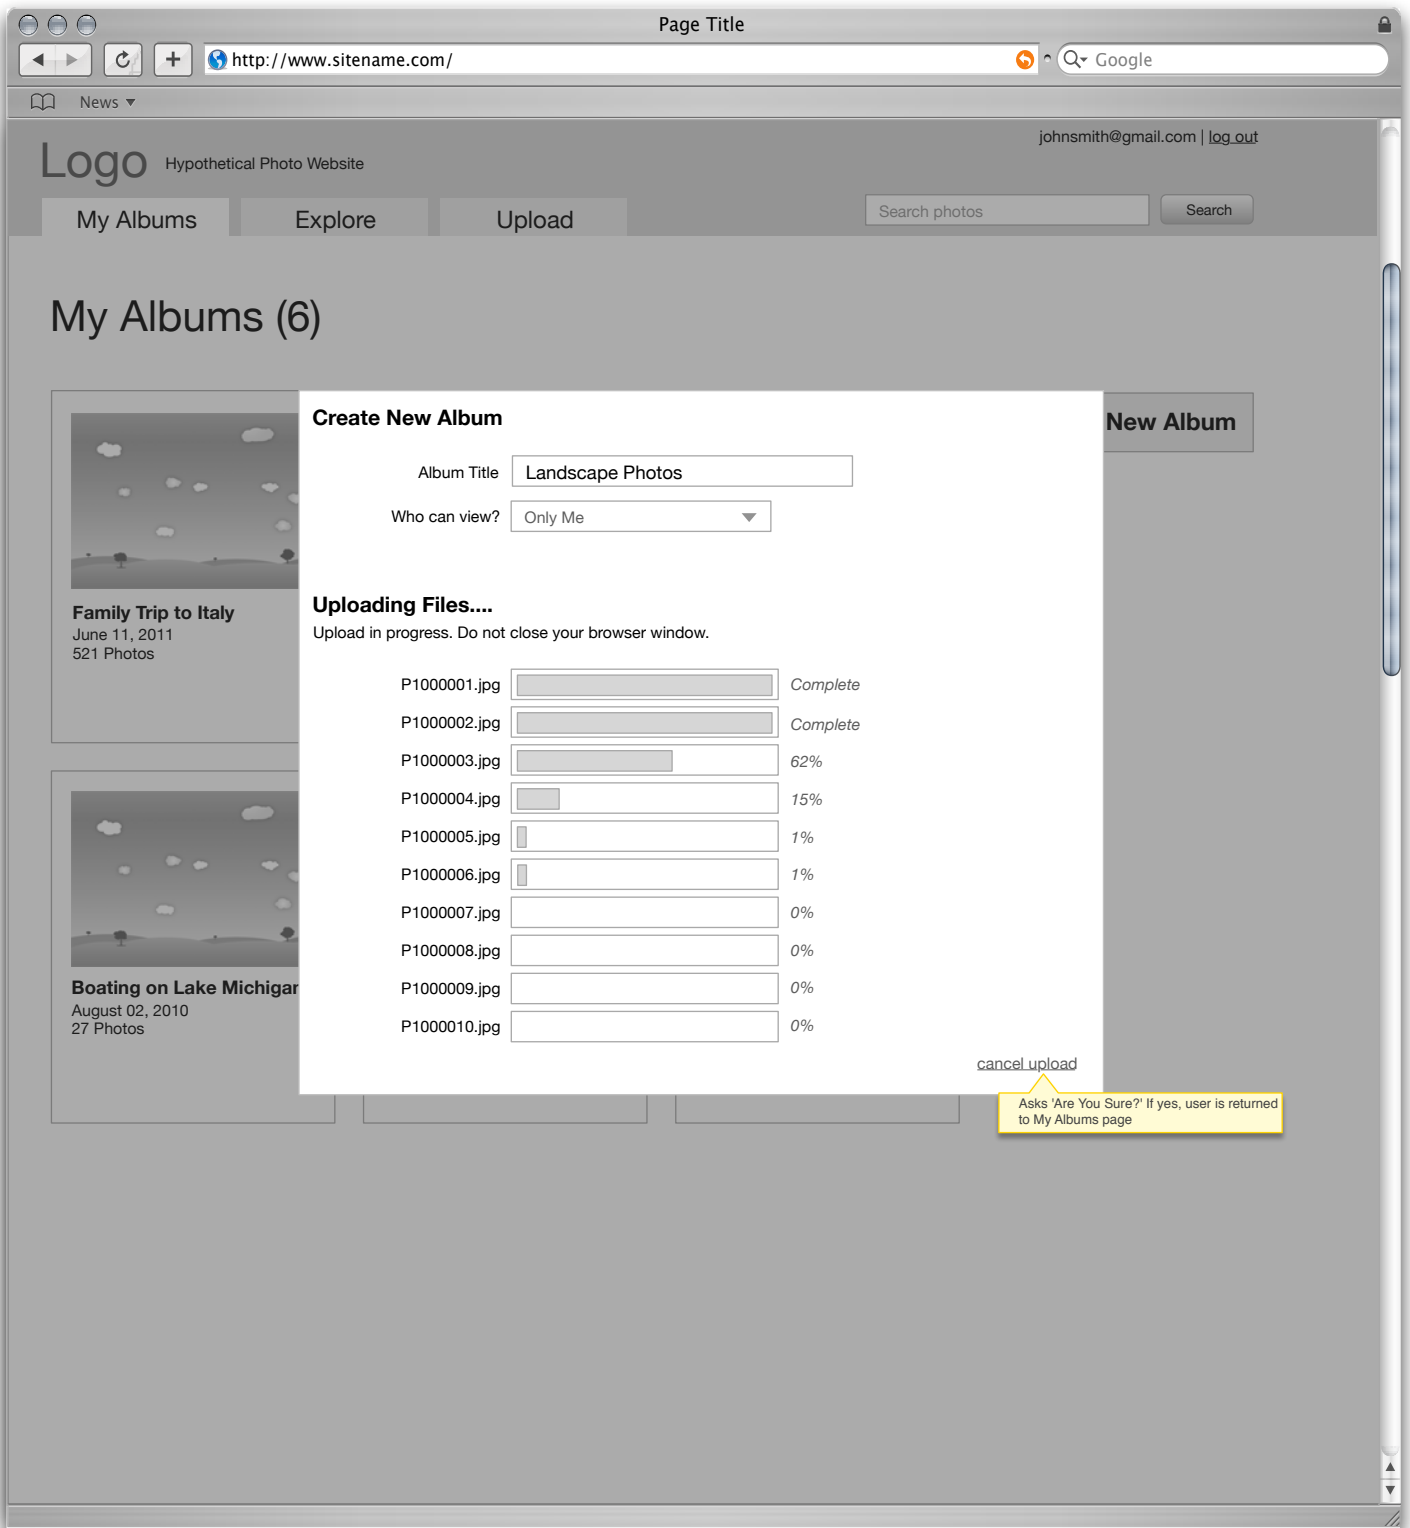 Page Title
http://www.sitename.com/
Google
News
johnsmith@gmail.com | log out
Logo
Hypothetical Photo Website
My Albums
Explore
Upload
Search photos
Search
My Albums (6)
Family Trip to Italy
June 11, 2011
521 Photos
Boating on Lake Michigan
August 02, 2010
27 Photos
New Album
Create New Album
Album Title
Landscape Photos
Who can view?
Only Me
Uploading Files....
Upload in progress. Do not close your browser window.
P1000001.jpg Complete
P1000002.jpg Complete
P1000003.jpg 62%
P1000004.jpg 15%
P1000005.jpg 1%
P1000006.jpg 1%
P1000007.jpg 0%
P1000008.jpg 0%
P1000009.jpg 0%
P1000010.jpg 0%
cancel upload
Asks 'Are You Sure?' If yes, user is returned
to My Albums page